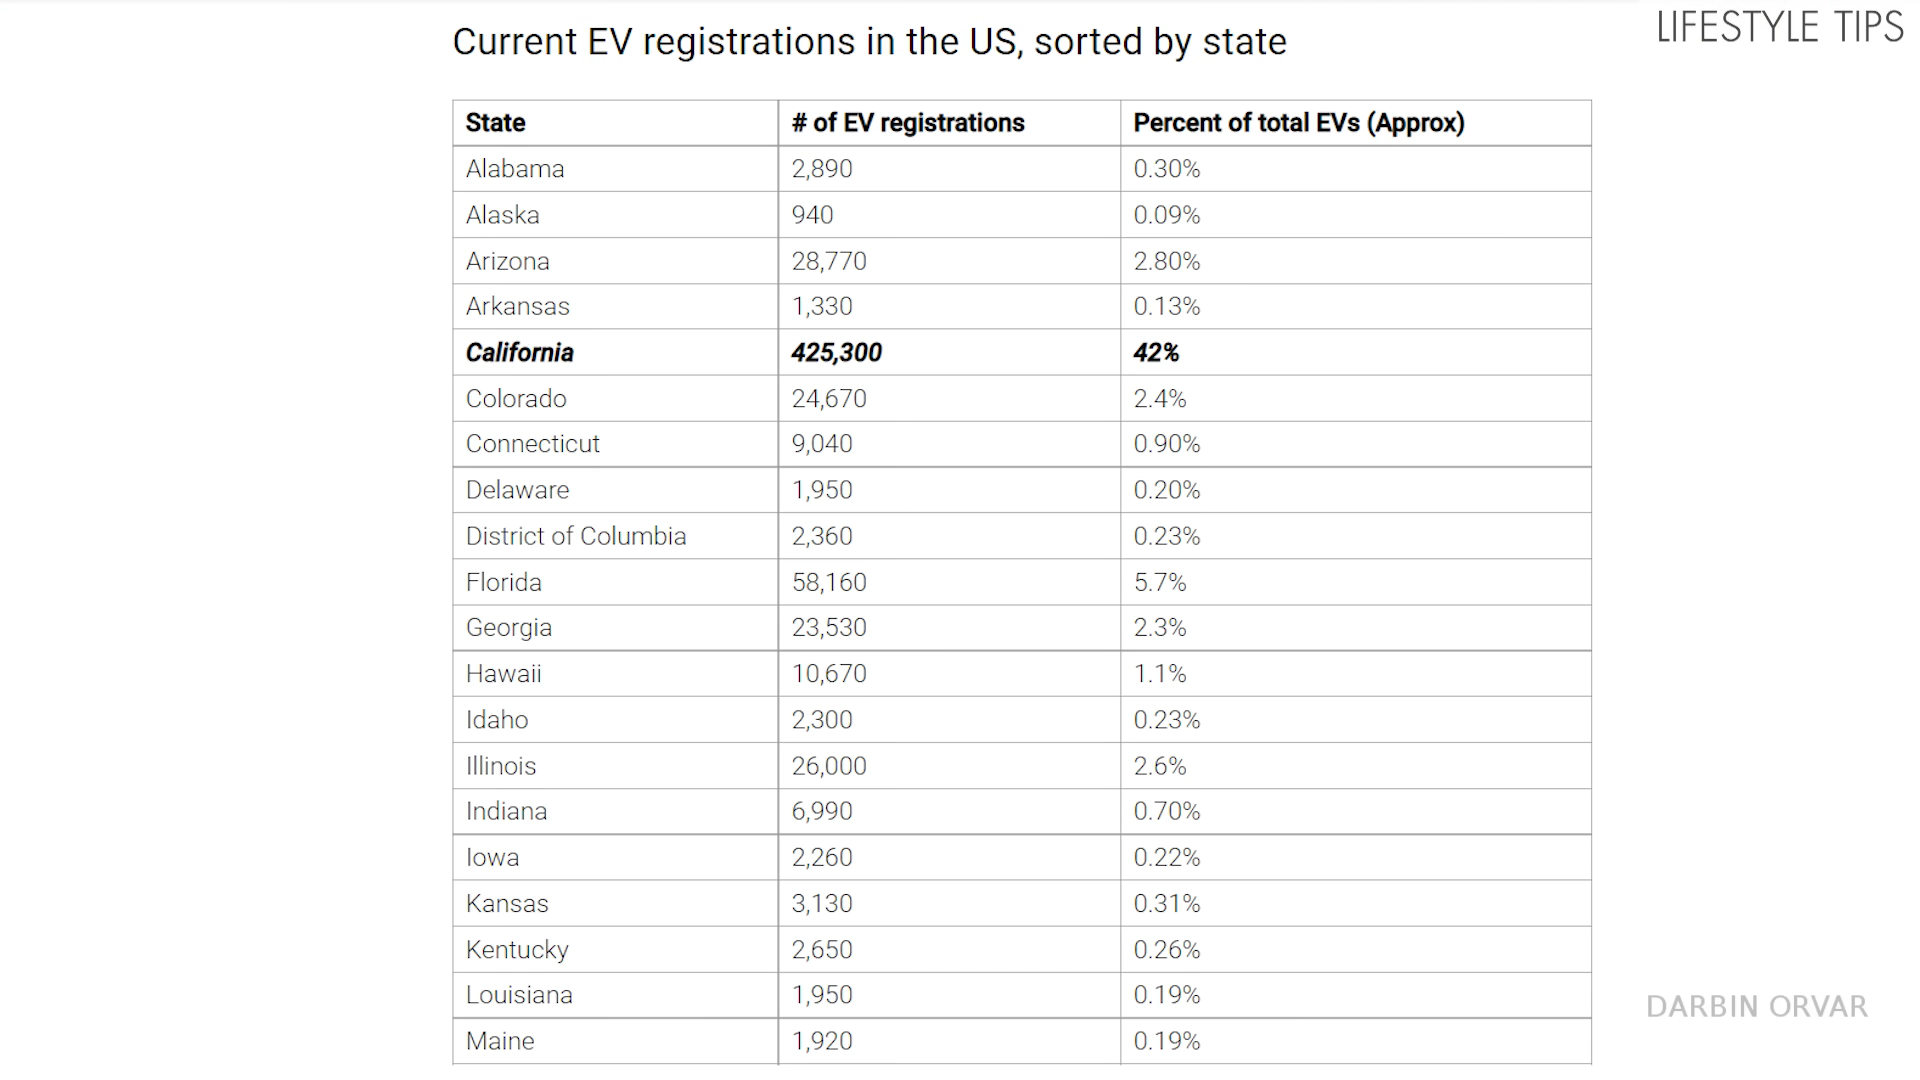 LIFESTYLE TIPS
Current EV registrations in the US, sorted by state
State # of EV registrations Percent of total EVs (Approx)
Alabama 2,890 0.30%
Alaska 940 0.09%
Arizona 28,770 2.80%
Arkansas 1,330 0.13%
California 425,300 42%
Colorado 24,670 2.4%
Connecticut 9,040 0.90%
Delaware 1,950 0.20%
District of Columbia 2,360 0.23%
Florida 58,160 5.7%
Georgia 23,530 2.3%
Hawaii 10,670 1.1%
Idaho 2,300 0.23%
Illinois 26,000 2.6%
Indiana 6,990 0.70%
Iowa 2,260 0.22%
Kansas 3,130 0.31%
Kentucky 2,650 0.26%
Louisiana 1,950 0.19%
Maine 1,920 0.19%
DARBIN ORVAR